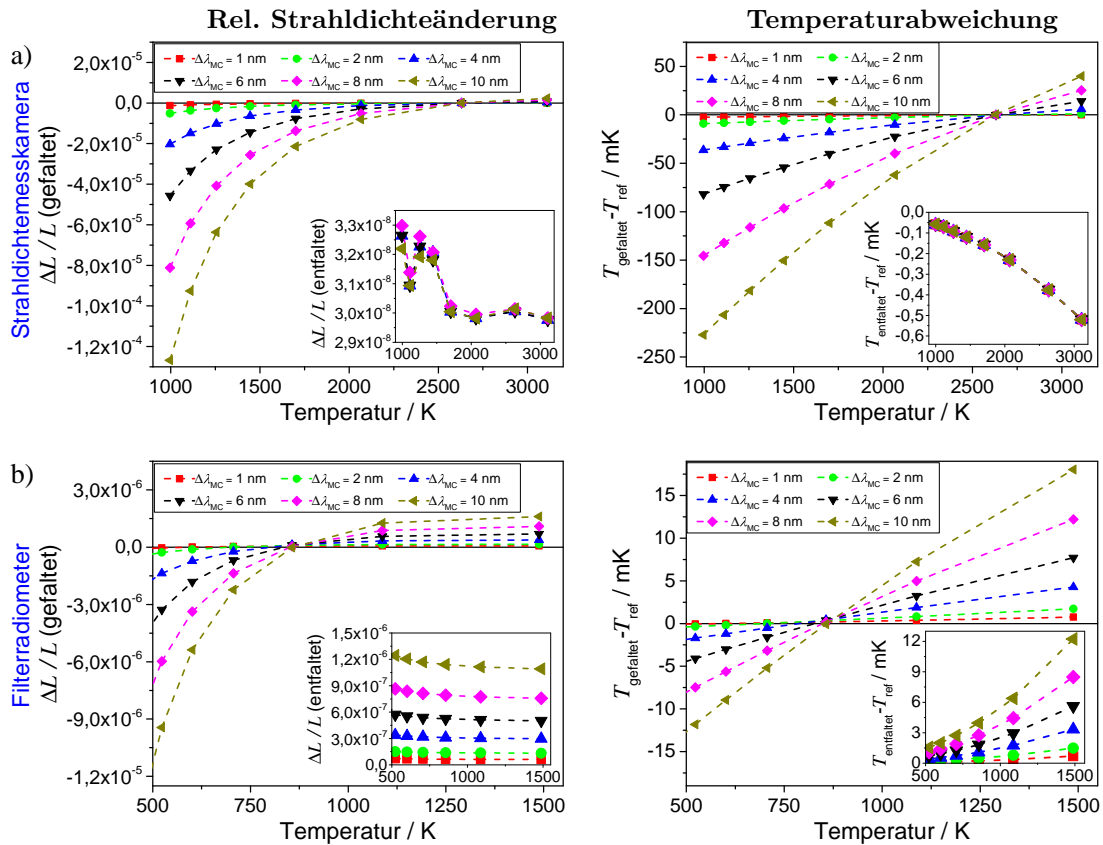 Rel. Strahldichteänderung
Temperaturabweichung
a)
Strahldichtemesskamera
ΔL / L (gefaltet)
2,0x10⁻⁵
0,0
-2,0x10⁻⁵
-4,0x10⁻⁵
-6,0x10⁻⁵
-8,0x10⁻⁵
-1,0x10⁻⁴
-1,2x10⁻⁴
Δλ_MC = 1 nm Δλ_MC = 2 nm Δλ_MC = 4 nm
Δλ_MC = 6 nm Δλ_MC = 8 nm Δλ_MC = 10 nm
ΔL / L (entfaltet)
3,3x10⁻⁸
3,2x10⁻⁸
3,1x10⁻⁸
3,0x10⁻⁸
2,9x10⁻⁸
1000 2000 3000
1000 1500 2000 2500 3000
Temperatur / K
T_gefaltet-T_ref / mK
50
25
0
-25
-50
-75
-100
-125
-150
-175
-200
-225
-250
Δλ_MC = 1 nm Δλ_MC = 2 nm
Δλ_MC = 4 nm Δλ_MC = 6 nm
Δλ_MC = 8 nm Δλ_MC = 10 nm
T_entfaltet-T_ref / mK
0,0
-0,1
-0,2
-0,3
-0,4
-0,5
-0,6
1000 2000 3000
1000 1500 2000 2500 3000
Temperatur / K
b)
Filterradiometer
ΔL / L (gefaltet)
3,0x10⁻⁶
0,0
-3,0x10⁻⁶
-6,0x10⁻⁶
-9,0x10⁻⁶
-1,2x10⁻⁵
Δλ_MC = 1 nm Δλ_MC = 2 nm Δλ_MC = 4 nm
Δλ_MC = 6 nm Δλ_MC = 8 nm Δλ_MC = 10 nm
ΔL / L (entfaltet)
1,5x10⁻⁶
1,2x10⁻⁶
9,0x10⁻⁷
6,0x10⁻⁷
3,0x10⁻⁷
0,0
500 1000 1500
500 750 1000 1250 1500
Temperatur / K
T_gefaltet-T_ref / mK
15
10
5
0
-5
-10
-15
Δλ_MC = 1 nm Δλ_MC = 2 nm
Δλ_MC = 4 nm Δλ_MC = 6 nm
Δλ_MC = 8 nm Δλ_MC = 10 nm
T_entfaltet-T_ref / mK
12
9
6
3
0
500 1000 1500
500 750 1000 1250 1500
Temperatur / K